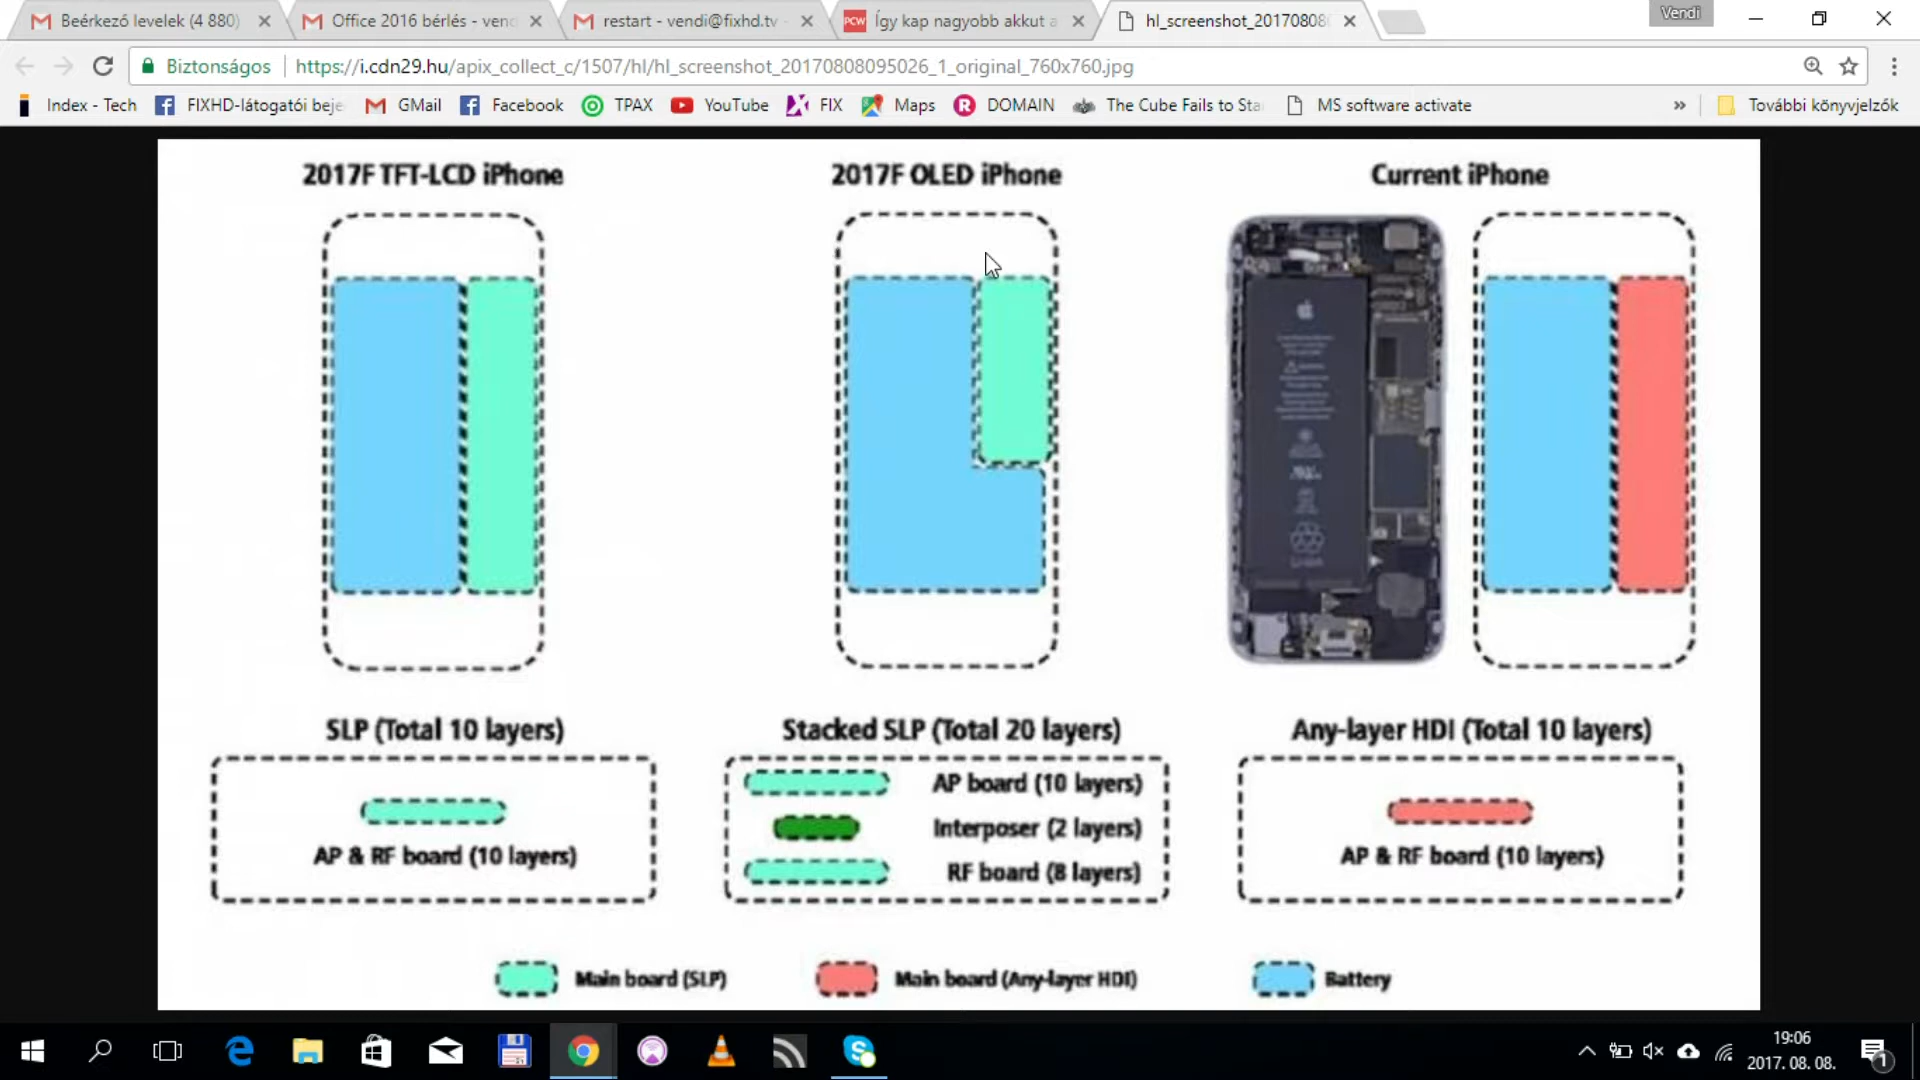 Beérkező levelek (4 880)
Office 2016 bérlés - vend
restart - vendi@fixhd.tv -
PCW Így kap nagyobb akkut a
hl_screenshot_20170808
Vendi
Biztonságos https://i.cdn29.hu/apix_collect_c/1507/hl/hl_screenshot_20170808095026_1_original_760x760.jpg
Index - Tech FIXHD-látogatói beje GMail Facebook TPAX YouTube FIX Maps DOMAIN The Cube Fails to Sta MS software activate » További könyvjelzők
2017F TFT-LCD iPhone 2017F OLED iPhone Current iPhone
SLP (Total 10 layers) Stacked SLP (Total 20 layers) Any-layer HDI (Total 10 layers)
AP board (10 layers)
Interposer (2 layers)
AP & RF board (10 layers) RF board (8 layers) AP & RF board (10 layers)
Main board (SLP) Main board (Any-layer HDI) Battery
19:06
2017. 08. 08.
1